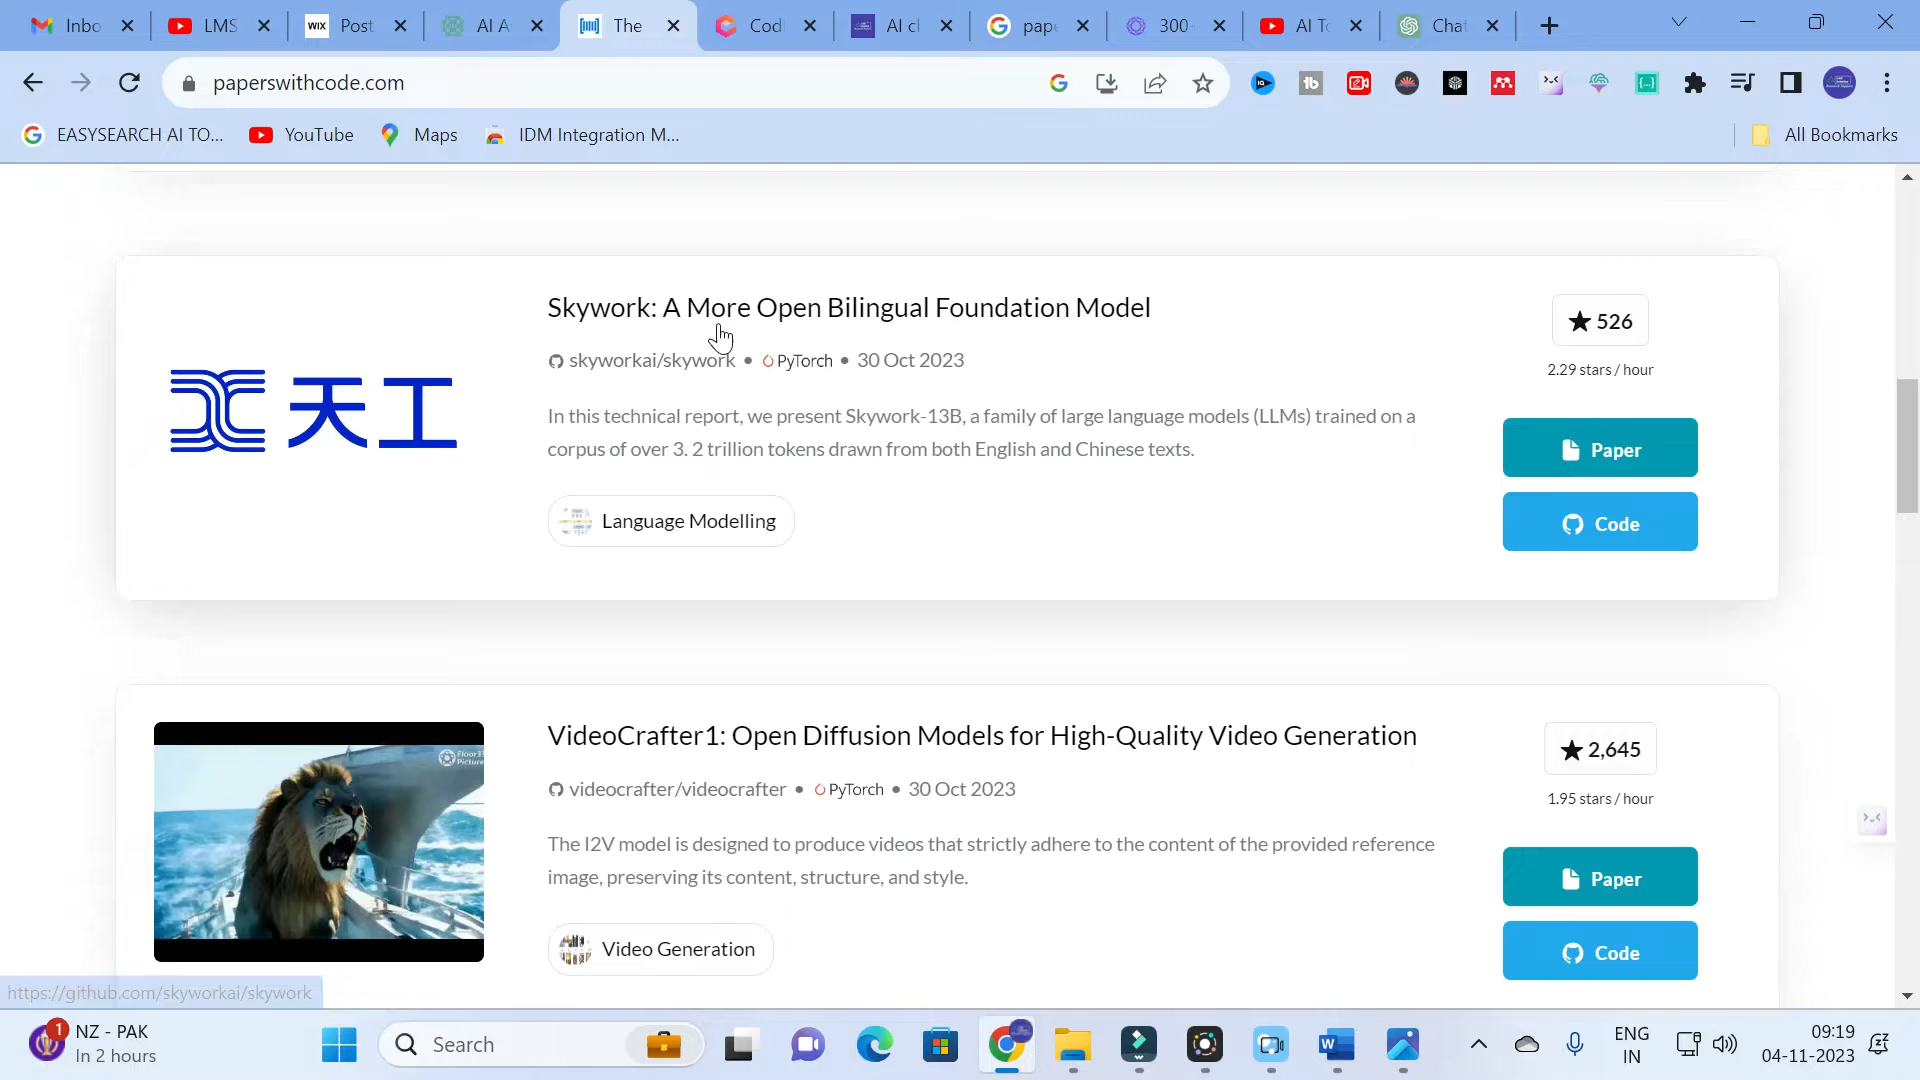 Inbo
LMS
WIX Post
AI A
The
Codi
AI cl
pape
300-
AI To
Chat
paperswithcode.com
EASYSEARCH AI TO...
YouTube
Maps
IDM Integration M...
All Bookmarks
Skywork: A More Open Bilingual Foundation Model
skyworkai/skywork • PyTorch • 30 Oct 2023
In this technical report, we present Skywork-13B, a family of large language models (LLMs) trained on a
corpus of over 3. 2 trillion tokens drawn from both English and Chinese texts.
Language Modelling
天工
526
2.29 stars / hour
Paper
Code
VideoCrafter1: Open Diffusion Models for High-Quality Video Generation
videocrafter/videocrafter • PyTorch • 30 Oct 2023
The I2V model is designed to produce videos that strictly adhere to the content of the provided reference
image, preserving its content, structure, and style.
Video Generation
Floor33
Picture
2,645
1.95 stars / hour
Paper
Code
https://github.com/skyworkai/skywork
1
NZ - PAK
In 2 hours
Search
ENG
IN
09:19
04-11-2023